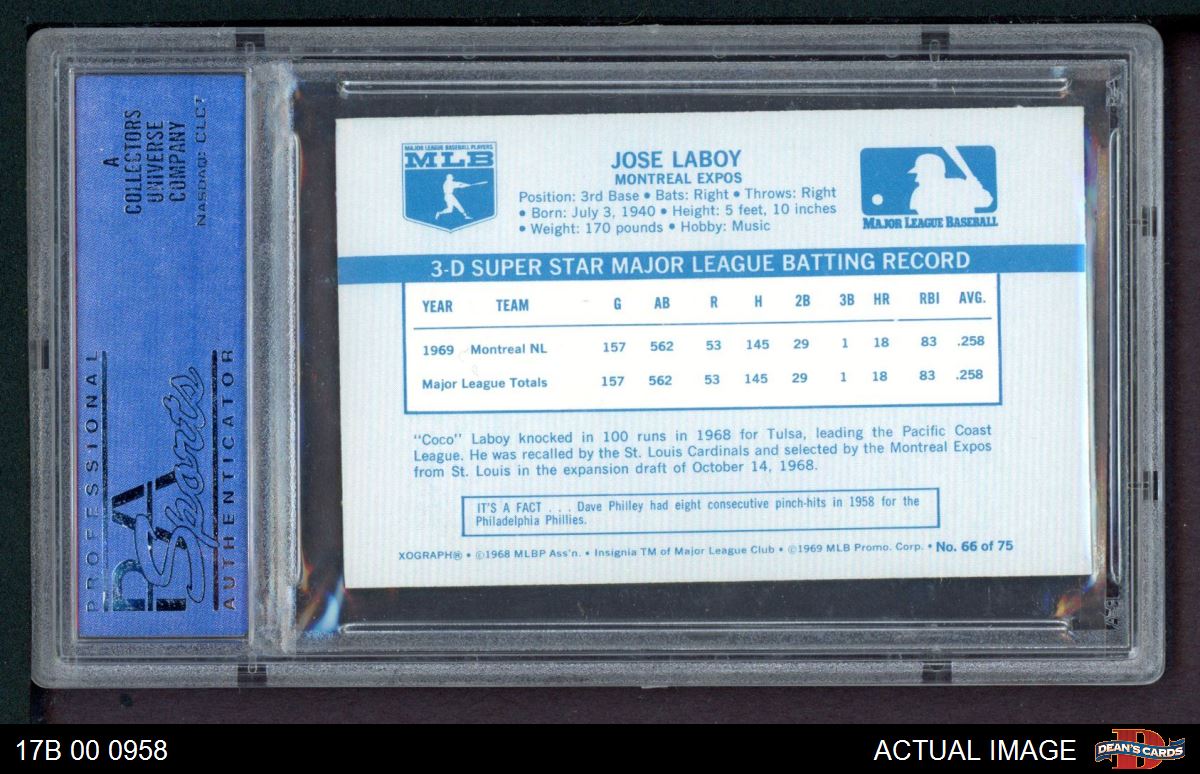 A
COLLECTORS
UNIVERSE
COMPANY
NASDAQ: CLCT
PROFESSIONAL
PSA
Sports
AUTHENTICATOR
MAJOR LEAGUE BASEBALL PLAYERS
MLB
JOSE LABOY
MONTREAL EXPOS
Position: 3rd Base • Bats: Right • Throws: Right
• Born: July 3, 1940 • Height: 5 feet, 10 inches
• Weight: 170 pounds • Hobby: Music
MAJOR LEAGUE BASEBALL
3-D SUPER STAR MAJOR LEAGUE BATTING RECORD
YEAR TEAM G AB R H 2B 3B HR RBI AVG.
1969 Montreal NL 157 562 53 145 29 1 18 83 .258
Major League Totals 157 562 53 145 29 1 18 83 .258
"Coco" Laboy knocked in 100 runs in 1968 for Tulsa, leading the Pacific Coast
League. He was recalled by the St. Louis Cardinals and selected by the Montreal Expos
from St. Louis in the expansion draft of October 14, 1968.
IT'S A FACT . . . Dave Philley had eight consecutive pinch-hits in 1958 for the
Philadelphia Phillies.
XOGRAPH® • ©1968 MLBP Ass'n. • Insignia TM of Major League Club • ©1969 MLB Promo. Corp. • No. 66 of 75
17B 00 0958
ACTUAL IMAGE
DEAN'S CARDS